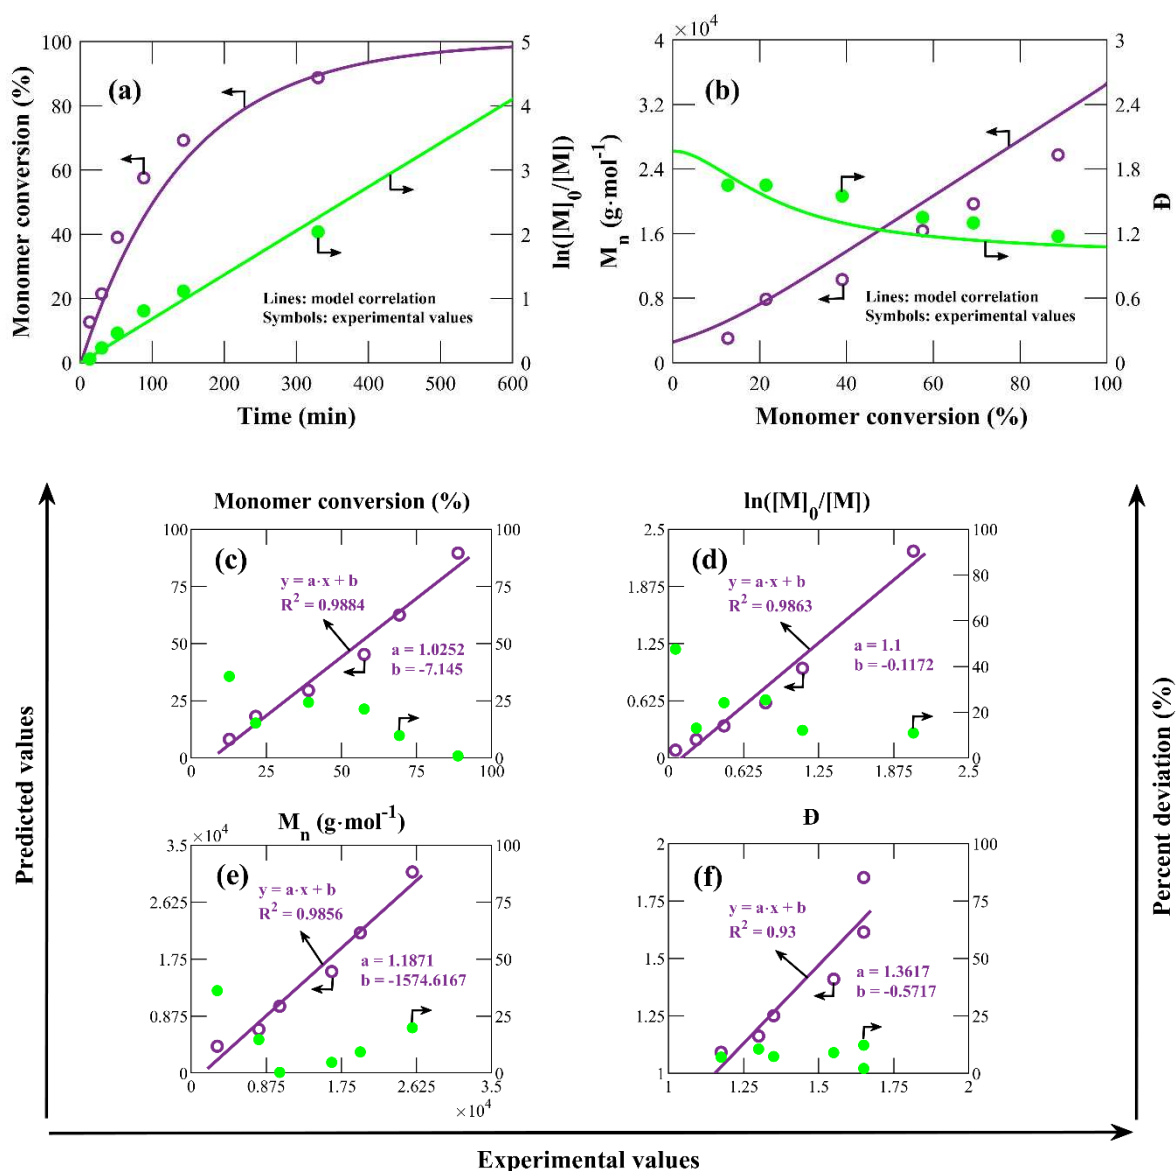 (a)
Monomer conversion (%)
100
80
60
40
20
0
0 100 200 300 400 500 600
Time (min)
5
4
3
2
1
0
ln([M]0/[M])
Lines: model correlation
Symbols: experimental values
(b)
×10^4
Mn (g·mol^-1)
4
3.2
2.4
1.6
0.8
0
0 20 40 60 80 100
Monomer conversion (%)
3
2.4
1.8
1.2
0.6
0
Đ
Lines: model correlation
Symbols: experimental values
Predicted values
Monomer conversion (%)
(c)
100
75
50
25
0
0 25 50 75 100
100
75
50
25
0
y = a·x + b
R^2 = 0.9884
a = 1.0252
b = -7.145
ln([M]0/[M])
(d)
2.5
1.875
1.25
0.625
0
0 0.625 1.25 1.875 2.5
100
80
60
40
20
0
y = a·x + b
R^2 = 0.9863
a = 1.1
b = -0.1172
Mn (g·mol^-1)
×10^4
(e)
3.5
2.625
1.75
0.875
0
0 0.875 1.75 2.625 3.5
×10^4
100
75
50
25
0
y = a·x + b
R^2 = 0.9856
a = 1.1871
b = -1574.6167
Đ
(f)
2
1.75
1.5
1.25
1
1 1.25 1.5 1.75 2
100
75
50
25
0
y = a·x + b
R^2 = 0.93
a = 1.3617
b = -0.5717
Percent deviation (%)
Experimental values